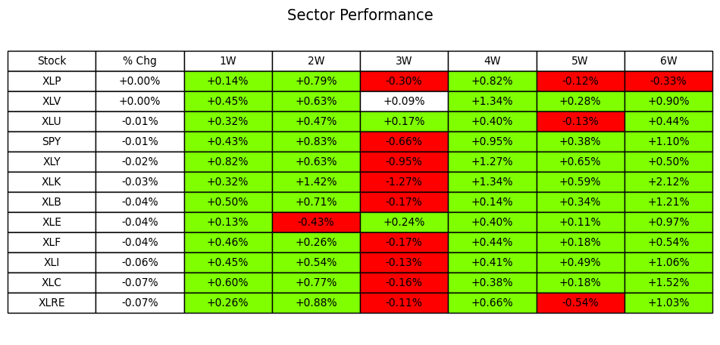 Sector Performance
Stock % Chg 1W 2W 3W 4W 5W 6W
XLP +0.00% +0.14% +0.79% -0.30% +0.82% -0.12% -0.33%
XLV +0.00% +0.45% +0.63% +0.09% +1.34% +0.28% +0.90%
XLU -0.01% +0.32% +0.47% +0.17% +0.40% -0.13% +0.44%
SPY -0.01% +0.43% +0.83% -0.66% +0.95% +0.38% +1.10%
XLY -0.02% +0.82% +0.63% -0.95% +1.27% +0.65% +0.50%
XLK -0.03% +0.32% +1.42% -1.27% +1.34% +0.59% +2.12%
XLB -0.04% +0.50% +0.71% -0.17% +0.14% +0.34% +1.21%
XLE -0.04% +0.13% -0.43% +0.24% +0.40% +0.11% +0.97%
XLF -0.04% +0.46% +0.26% -0.17% +0.44% +0.18% +0.54%
XLI -0.06% +0.45% +0.54% -0.13% +0.41% +0.49% +1.06%
XLC -0.07% +0.60% +0.77% -0.16% +0.38% +0.18% +1.52%
XLRE -0.07% +0.26% +0.88% -0.11% +0.66% -0.54% +1.03%